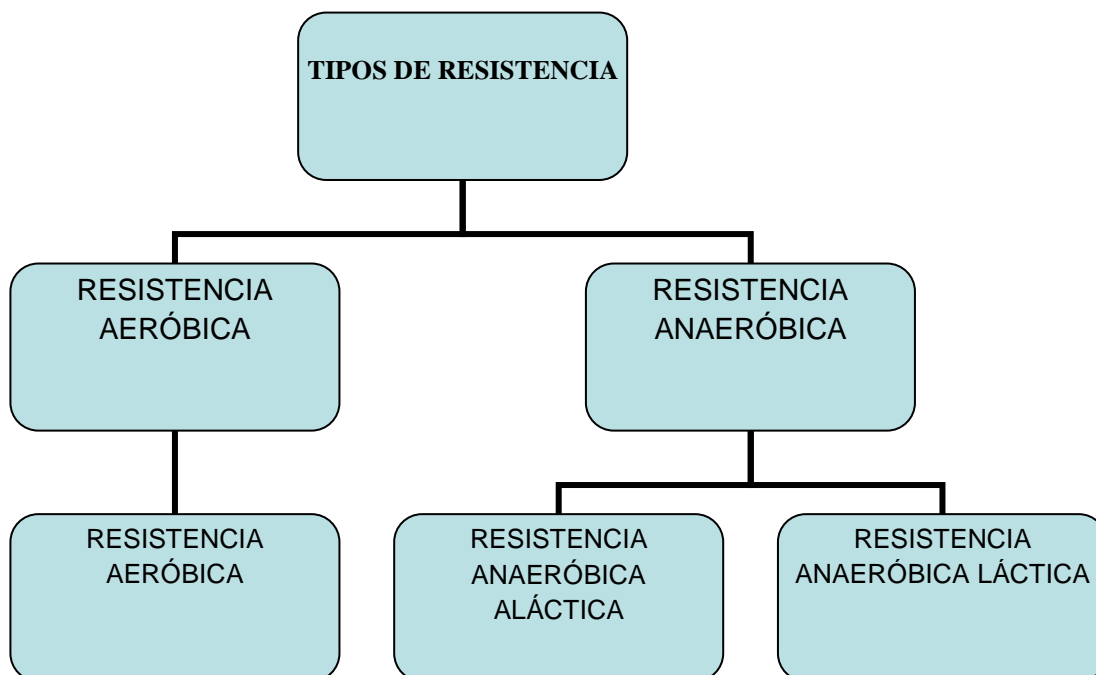 TIPOS DE RESISTENCIA
RESISTENCIA
AERÓBICA
RESISTENCIA
ANAERÓBICA
RESISTENCIA
AERÓBICA
RESISTENCIA
ANAERÓBICA
ALÁCTICA
RESISTENCIA
ANAERÓBICA LÁCTICA